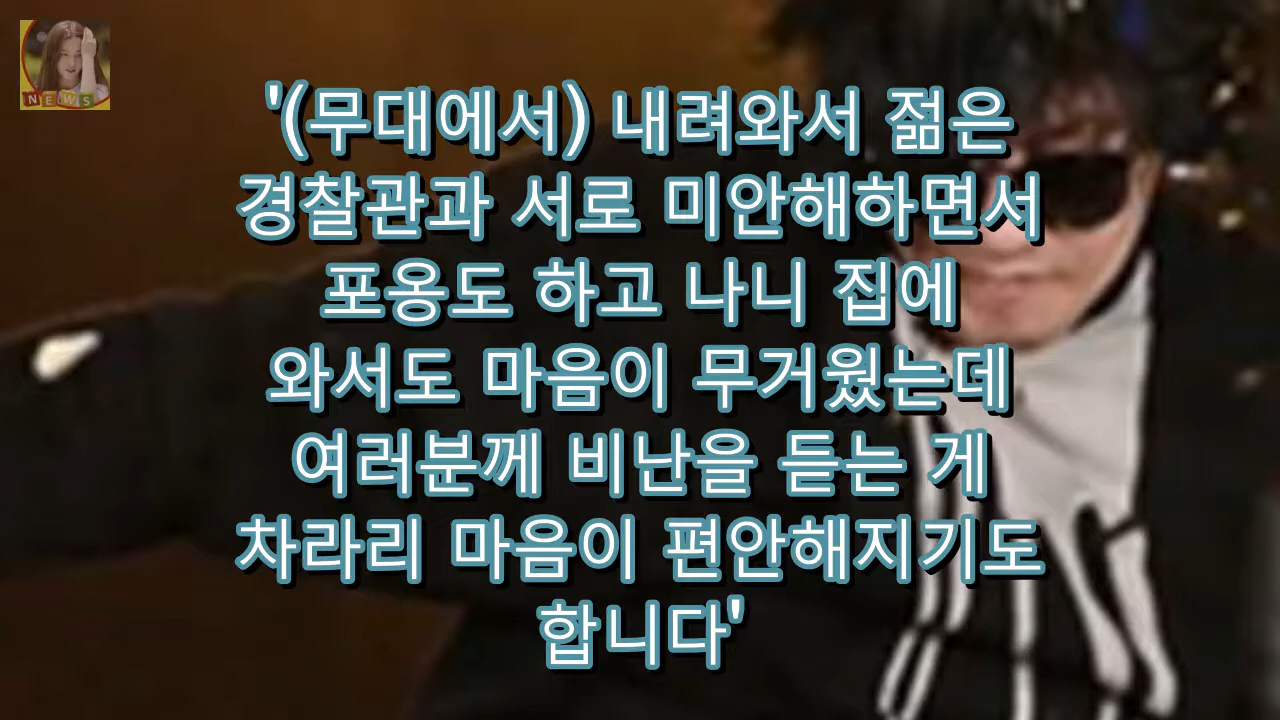 NEWS
'(무대에서) 내려와서 젊은
경찰관과 서로 미안해하면서
포옹도 하고 나니 집에
와서도 마음이 무거웠는데
여러분께 비난을 듣는 게
차라리 마음이 편안해지기도
합니다'